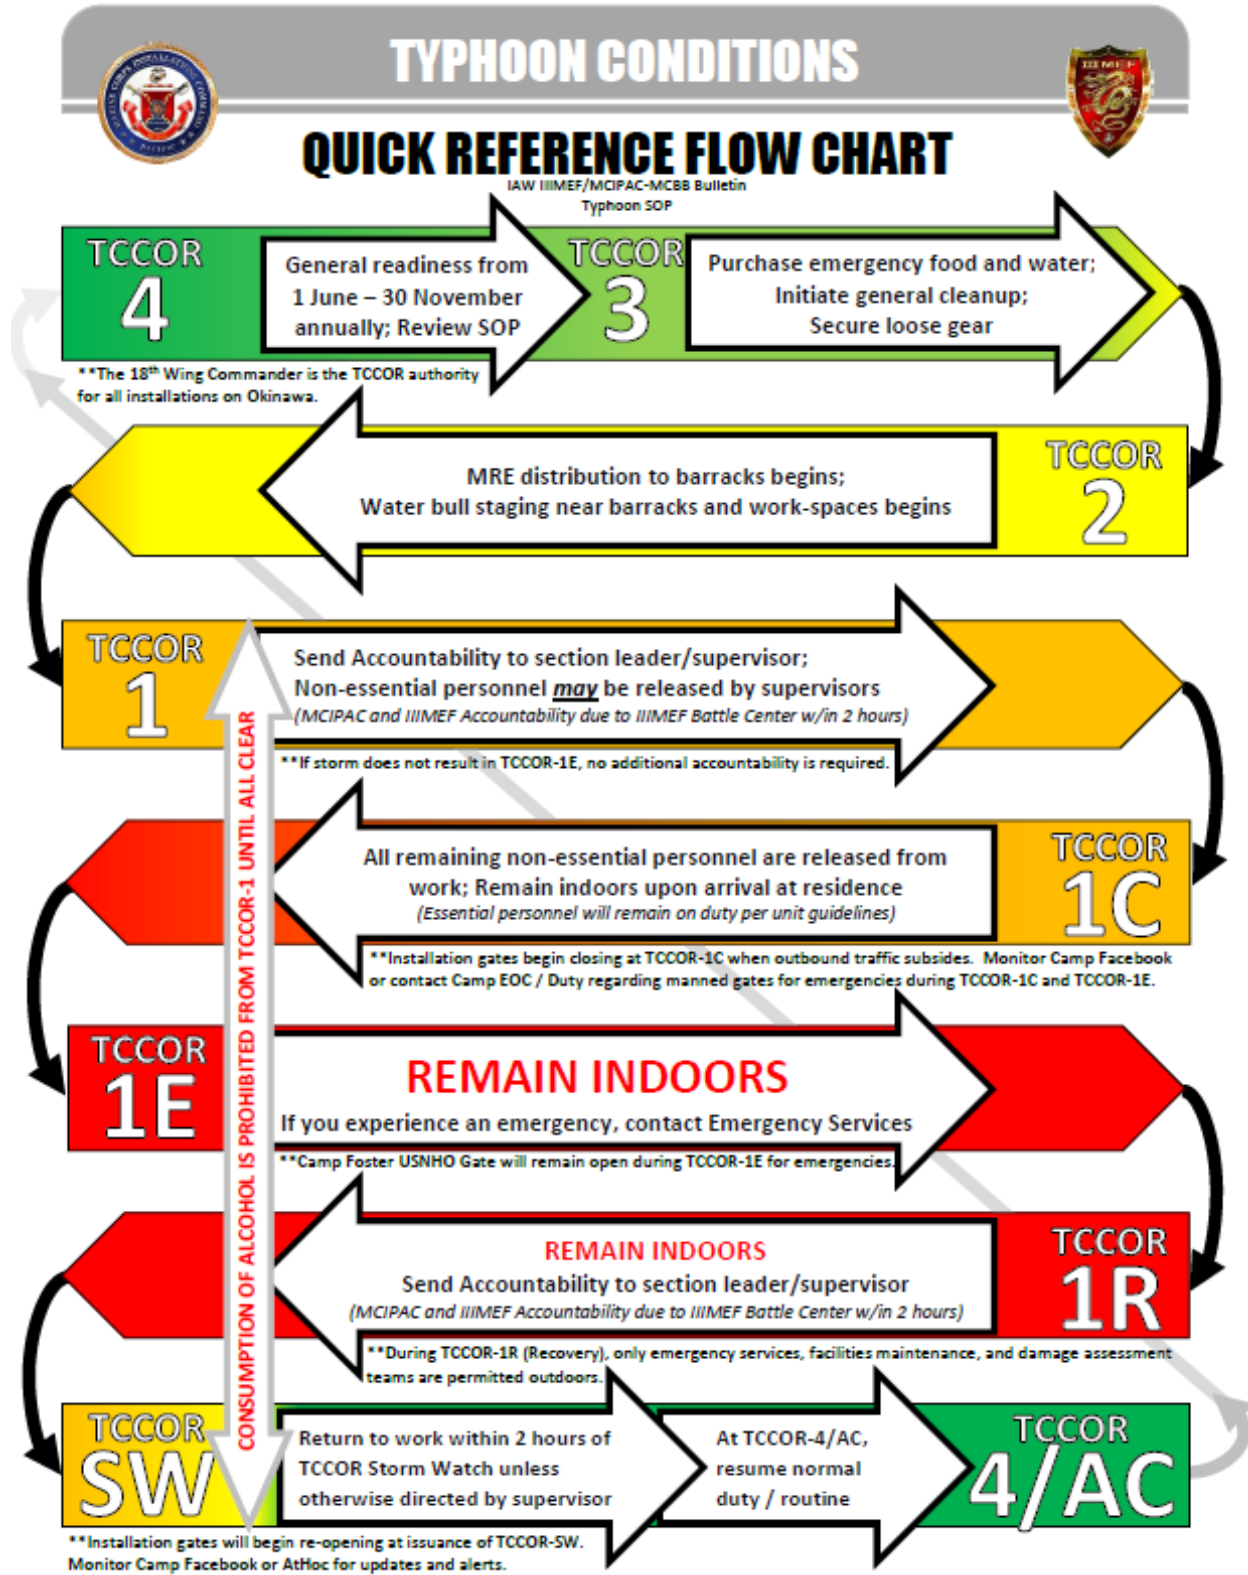 TYPHOON CONDITIONS
III MEF
QUICK REFERENCE FLOW CHART
IAW IIIMEF/MCIPAC-MCBB Bulletin
Typhoon SOP
TCCOR
4
General readiness from
1 June – 30 November
annually; Review SOP
TCCOR
3
Purchase emergency food and water;
Initiate general cleanup;
Secure loose gear
**The 18th Wing Commander is the TCCOR authority
for all installations on Okinawa.
MRE distribution to barracks begins;
Water bull staging near barracks and work-spaces begins
TCCOR
2
TCCOR
1
Send Accountability to section leader/supervisor;
Non-essential personnel may be released by supervisors
(MCIPAC and IIIMEF Accountability due to IIIMEF Battle Center w/in 2 hours)
**If storm does not result in TCCOR-1E, no additional accountability is required.
CONSUMPTION OF ALCOHOL IS PROHIBITED FROM TCCOR-1 UNTIL ALL CLEAR
All remaining non-essential personnel are released from
work; Remain indoors upon arrival at residence
(Essential personnel will remain on duty per unit guidelines)
TCCOR
1C
**Installation gates begin closing at TCCOR-1C when outbound traffic subsides. Monitor Camp Facebook
or contact Camp EOC / Duty regarding manned gates for emergencies during TCCOR-1C and TCCOR-1E.
TCCOR
1E
REMAIN INDOORS
If you experience an emergency, contact Emergency Services
**Camp Foster USNHO Gate will remain open during TCCOR-1E for emergencies.
REMAIN INDOORS
Send Accountability to section leader/supervisor
(MCIPAC and IIIMEF Accountability due to IIIMEF Battle Center w/in 2 hours)
TCCOR
1R
**During TCCOR-1R (Recovery), only emergency services, facilities maintenance, and damage assessment
teams are permitted outdoors.
TCCOR
SW
Return to work within 2 hours of
TCCOR Storm Watch unless
otherwise directed by supervisor
At TCCOR-4/AC,
resume normal
duty / routine
TCCOR
4/AC
**Installation gates will begin re-opening at issuance of TCCOR-SW.
Monitor Camp Facebook or AtHoc for updates and alerts.